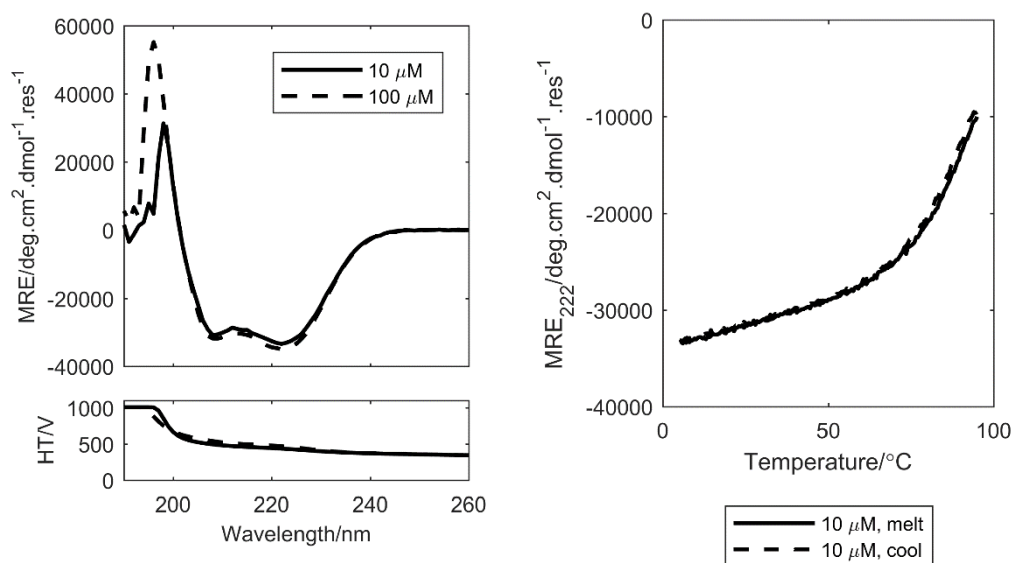 60000
40000
20000
0
-20000
-40000
MRE/deg.cm².dmol⁻¹.res⁻¹
10 μM
100 μM
1000
500
0
HT/V
200
220
240
260
Wavelength/nm
0
-10000
-20000
-30000
-40000
MRE₂₂₂/deg.cm².dmol⁻¹.res⁻¹
0
50
100
Temperature/°C
10 μM, melt
10 μM, cool